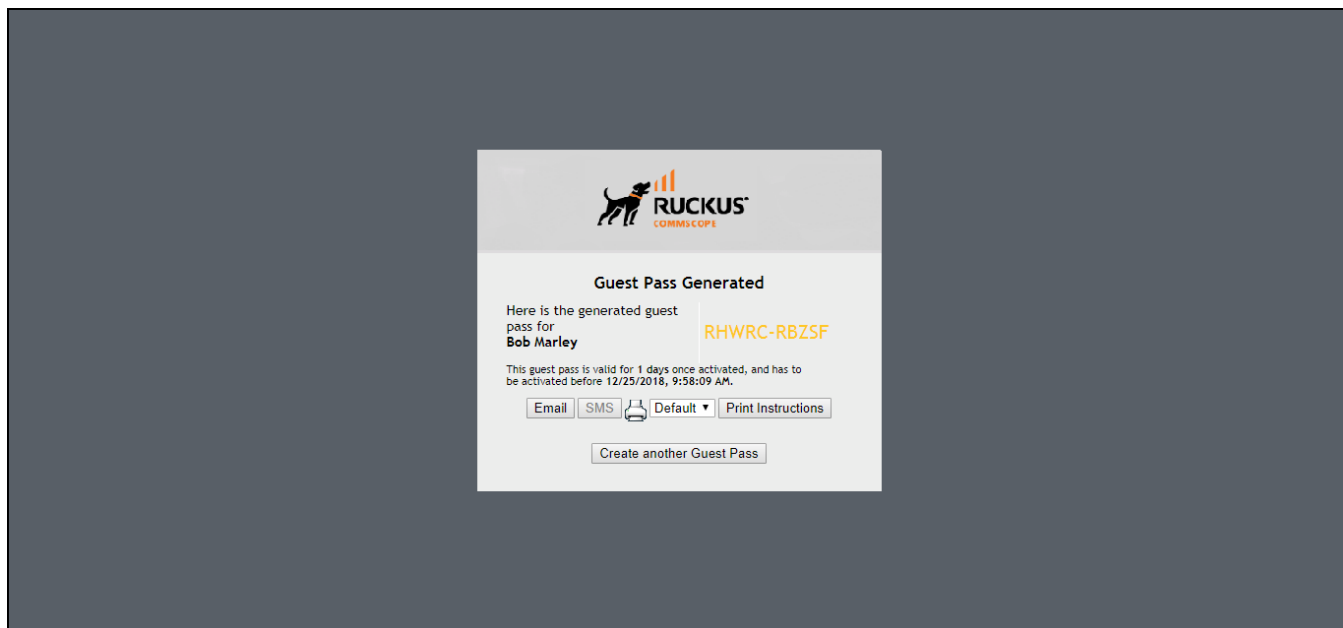 RUCKUS™
COMMSCOPE
Guest Pass Generated
Here is the generated guest
pass for
Bob Marley
RHWRC-RBZSF
This guest pass is valid for 1 days once activated, and has to
be activated before 12/25/2018, 9:58:09 AM.
Email SMS Default Print Instructions
Create another Guest Pass